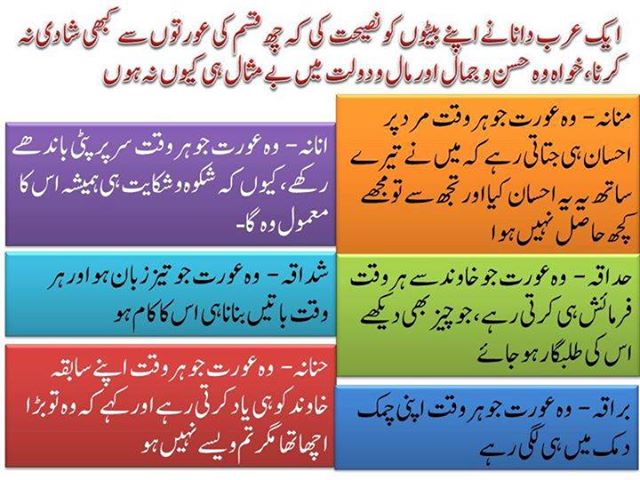 ایک عرب دانا نے اپنے بیٹوں کو نصیحت کی کہ چھ قسم کی عورتوں سے کبھی شادی نہ
کرنا، خواہ وہ حسن و جمال اور مال و دولت میں بے مثال ہی کیوں نہ ہوں
منانہ - وہ عورت جو ہر وقت مرد پر
احسان ہی جتاتی رہے کہ میں نے تیرے
ساتھ یہ یہ احسان کیا اور تجھ سے تو مجھے
کچھ حاصل نہیں ہوا
انانہ - وہ عورت جو ہر وقت سر پر پٹی باندھے
رکھے، کیوں کہ شکوہ و شکایت ہی ہمیشہ اس کا
معمول وہ گا-
حداقہ - وہ عورت جو خاوند سے ہر وقت
فرمائش ہی کرتی رہے، جو چیز بھی دیکھے
اس کی طلبگار ہو جائے
شداقہ - وہ عورت جو تیز زبان ہو اور ہر
وقت باتیں بنانا ہی اس کا کام ہو
براقہ - وہ عورت جو ہر وقت اپنی چمک
دمک میں ہی لگی رہے
حنانہ - وہ عورت جو ہر وقت اپنے سابقہ
خاوند کو ہی یاد کرتی رہے اور کہے کہ وہ تو بڑا
اچھا تھا مگر تم ویسے نہیں ہو